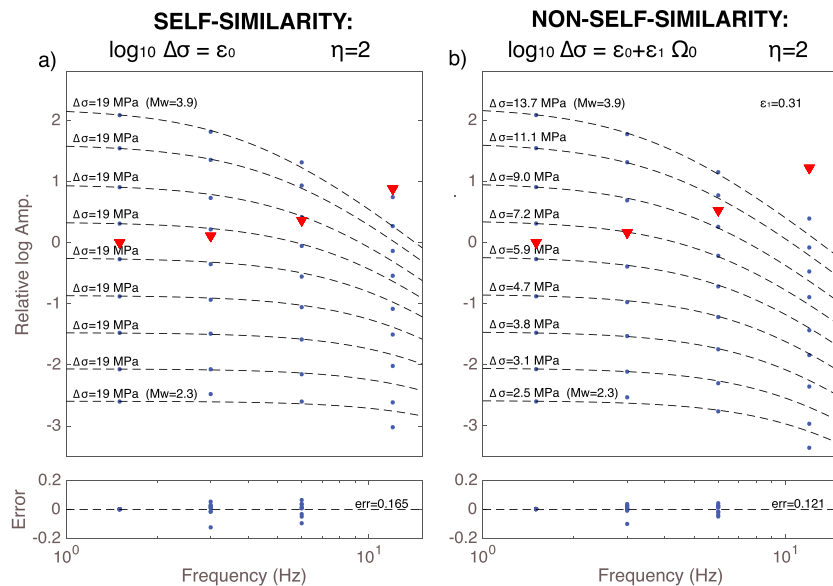 SELF-SIMILARITY:
log10 Δσ = ε0 η=2
a)
NON-SELF-SIMILARITY:
log10 Δσ = ε0+ε1 Ω0 η=2
b)
Relative log Amp.
2
1
0
-1
-2
-3
Δσ=19 MPa (Mw=3.9)
Δσ=19 MPa
Δσ=19 MPa
Δσ=19 MPa
Δσ=19 MPa
Δσ=19 MPa
Δσ=19 MPa
Δσ=19 MPa
Δσ=19 MPa (Mw=2.3)
2
1
0
-1
-2
-3
Δσ=13.7 MPa (Mw=3.9) ε1=0.31
Δσ=11.1 MPa
Δσ=9.0 MPa
Δσ=7.2 MPa
Δσ=5.9 MPa
Δσ=4.7 MPa
Δσ=3.8 MPa
Δσ=3.1 MPa
Δσ=2.5 MPa (Mw=2.3)
Error
0.2
0
-0.2
err=0.165
10^0 10^1
Frequency (Hz)
0.2
0
-0.2
err=0.121
10^0 10^1
Frequency (Hz)